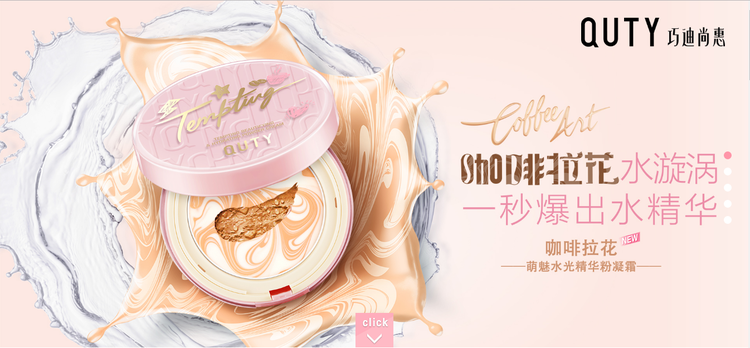 QUTY 巧迪尚惠
Tempting
QUTY
Coffee Art
咖啡拉花水漩涡
一秒爆出水精华
咖啡拉花 NEW
萌魅水光精华粉凝霜
click